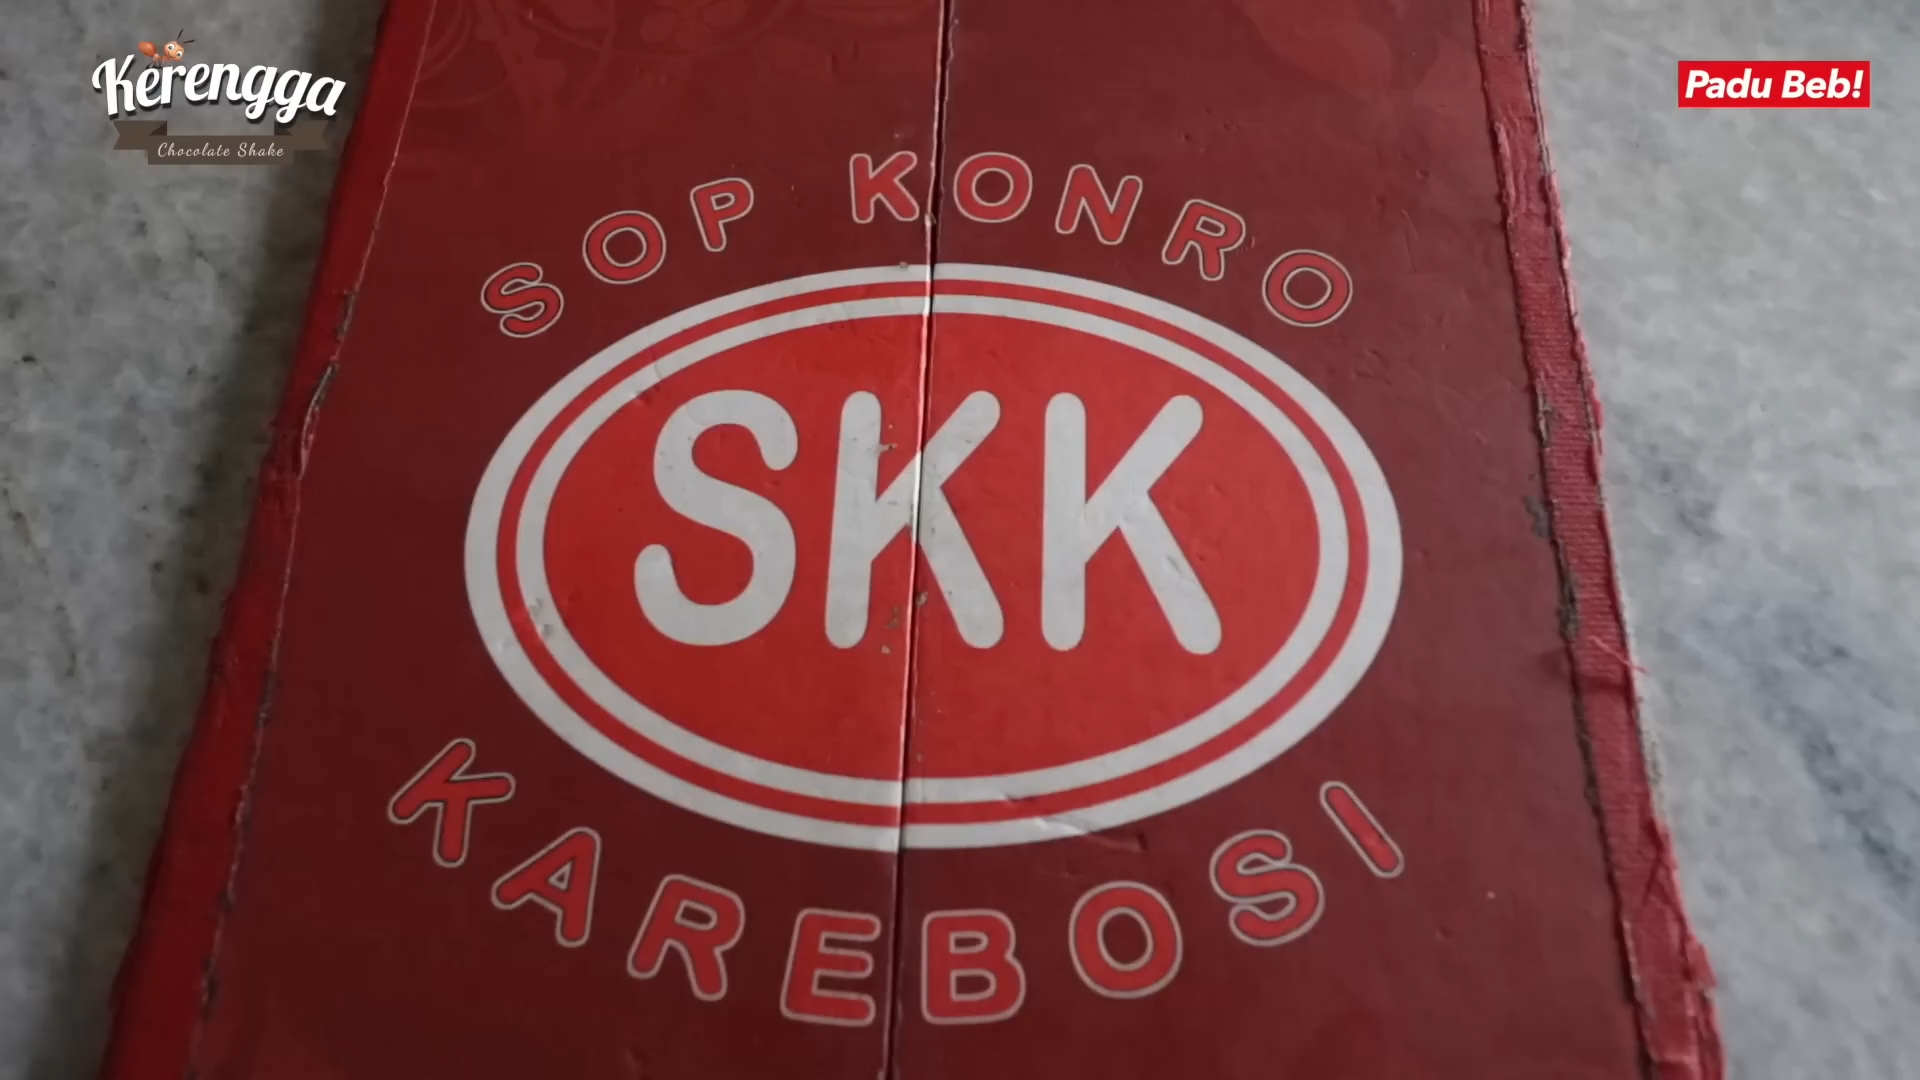 Kerengga
Chocolate Shake
Padu Beb!
SOP KONRO
SKK
KAREBOSI